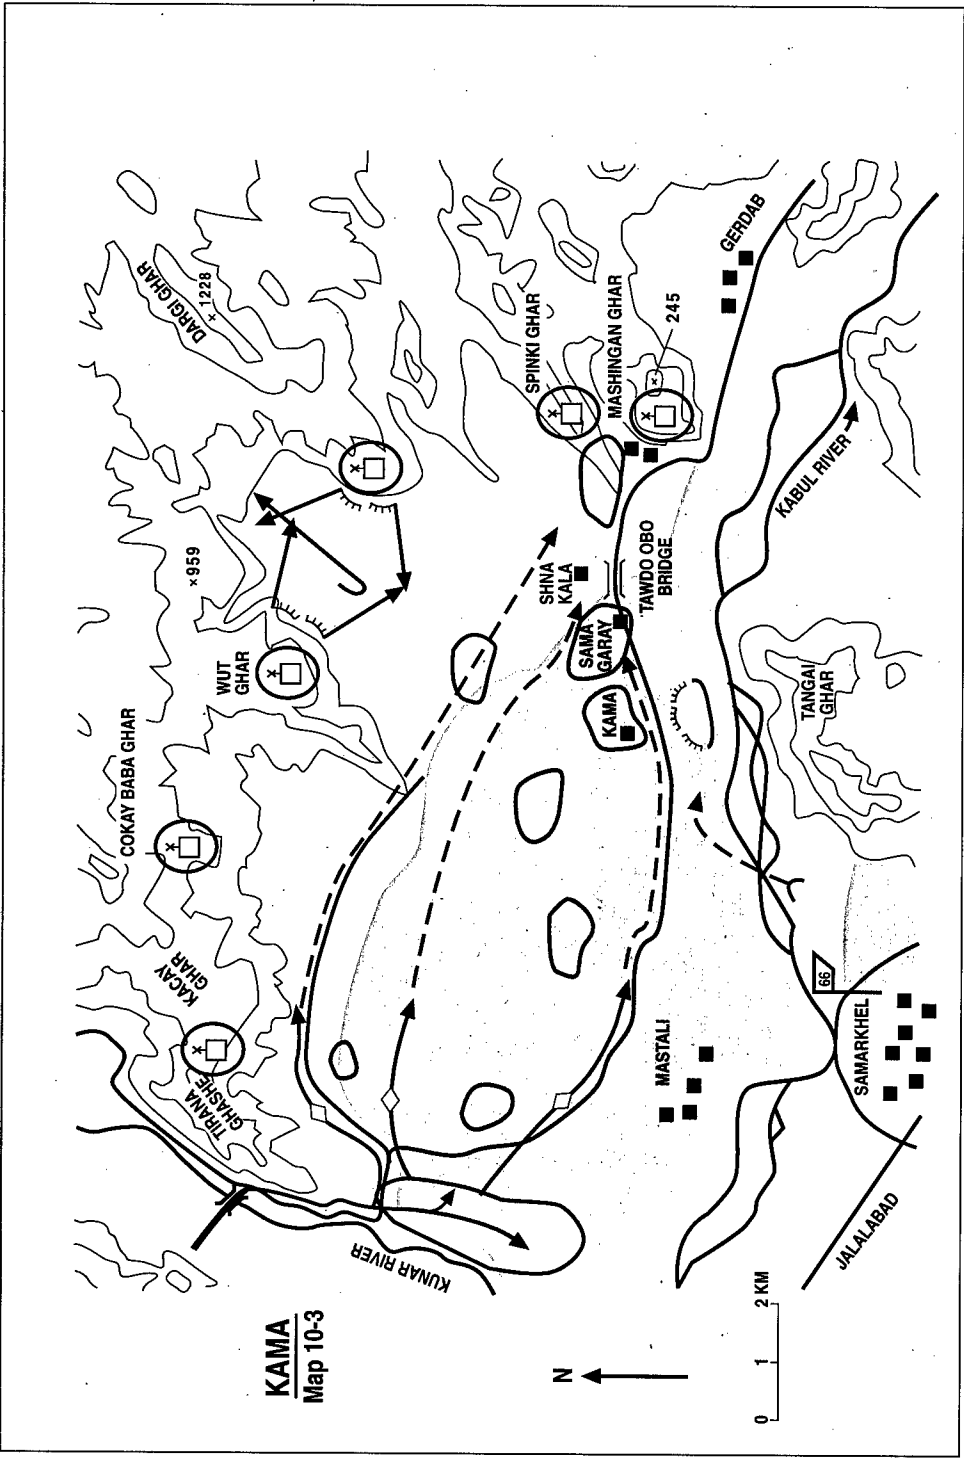 KAMA
Map 10-3
N
0 1 2 KM
KUNAR RIVER
TIRANA
GHASHE
KACAY
GHAR
COKAY BABA GHAR
WUT
GHAR
×959
DARGI GHAR
+ 1228
SPINKI GHAR
MASHINGAN GHAR
245
GERDAB
SHNA
KALA
SAMA
GARAY
KAMA
TAWDO OBO
BRIDGE
KABUL RIVER
TANGAI
GHAR
MASTALI
66
SAMARKHEL
JALALABAD